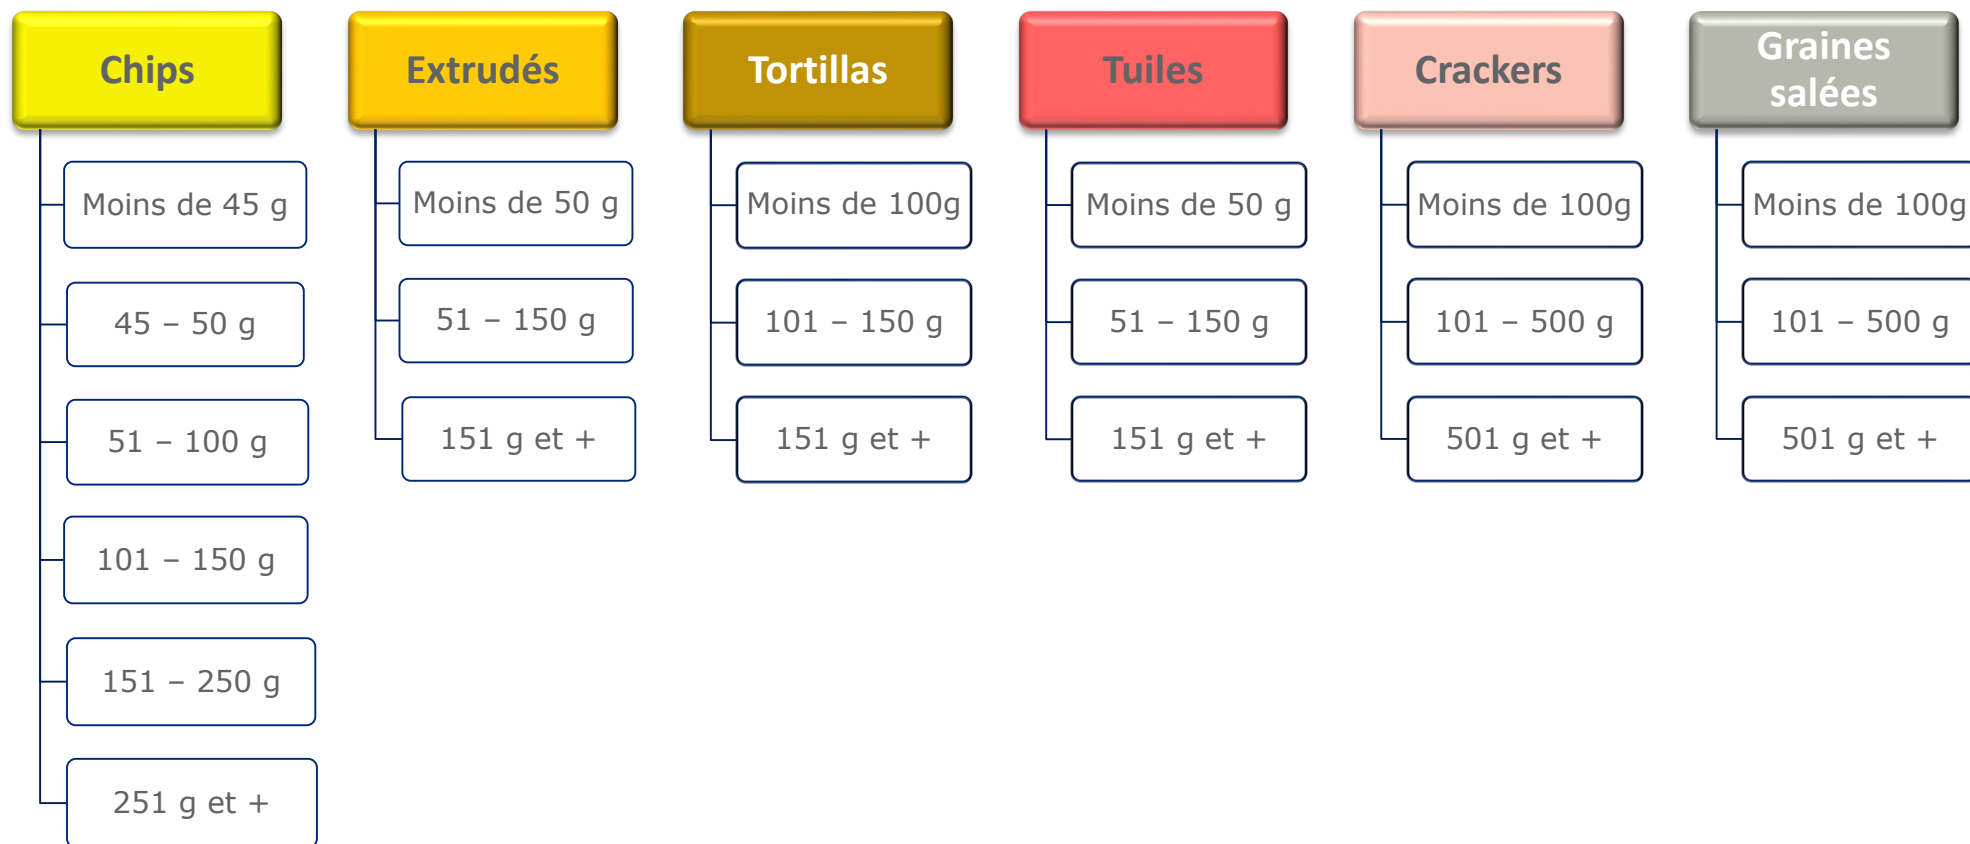 Chips
Moins de 45 g
45 – 50 g
51 – 100 g
101 – 150 g
151 – 250 g
251 g et +
Extrudés
Moins de 50 g
51 – 150 g
151 g et +
Tortillas
Moins de 100g
101 – 150 g
151 g et +
Tuiles
Moins de 50 g
51 – 150 g
151 g et +
Crackers
Moins de 100g
101 – 500 g
501 g et +
Graines
salées
Moins de 100g
101 – 500 g
501 g et +